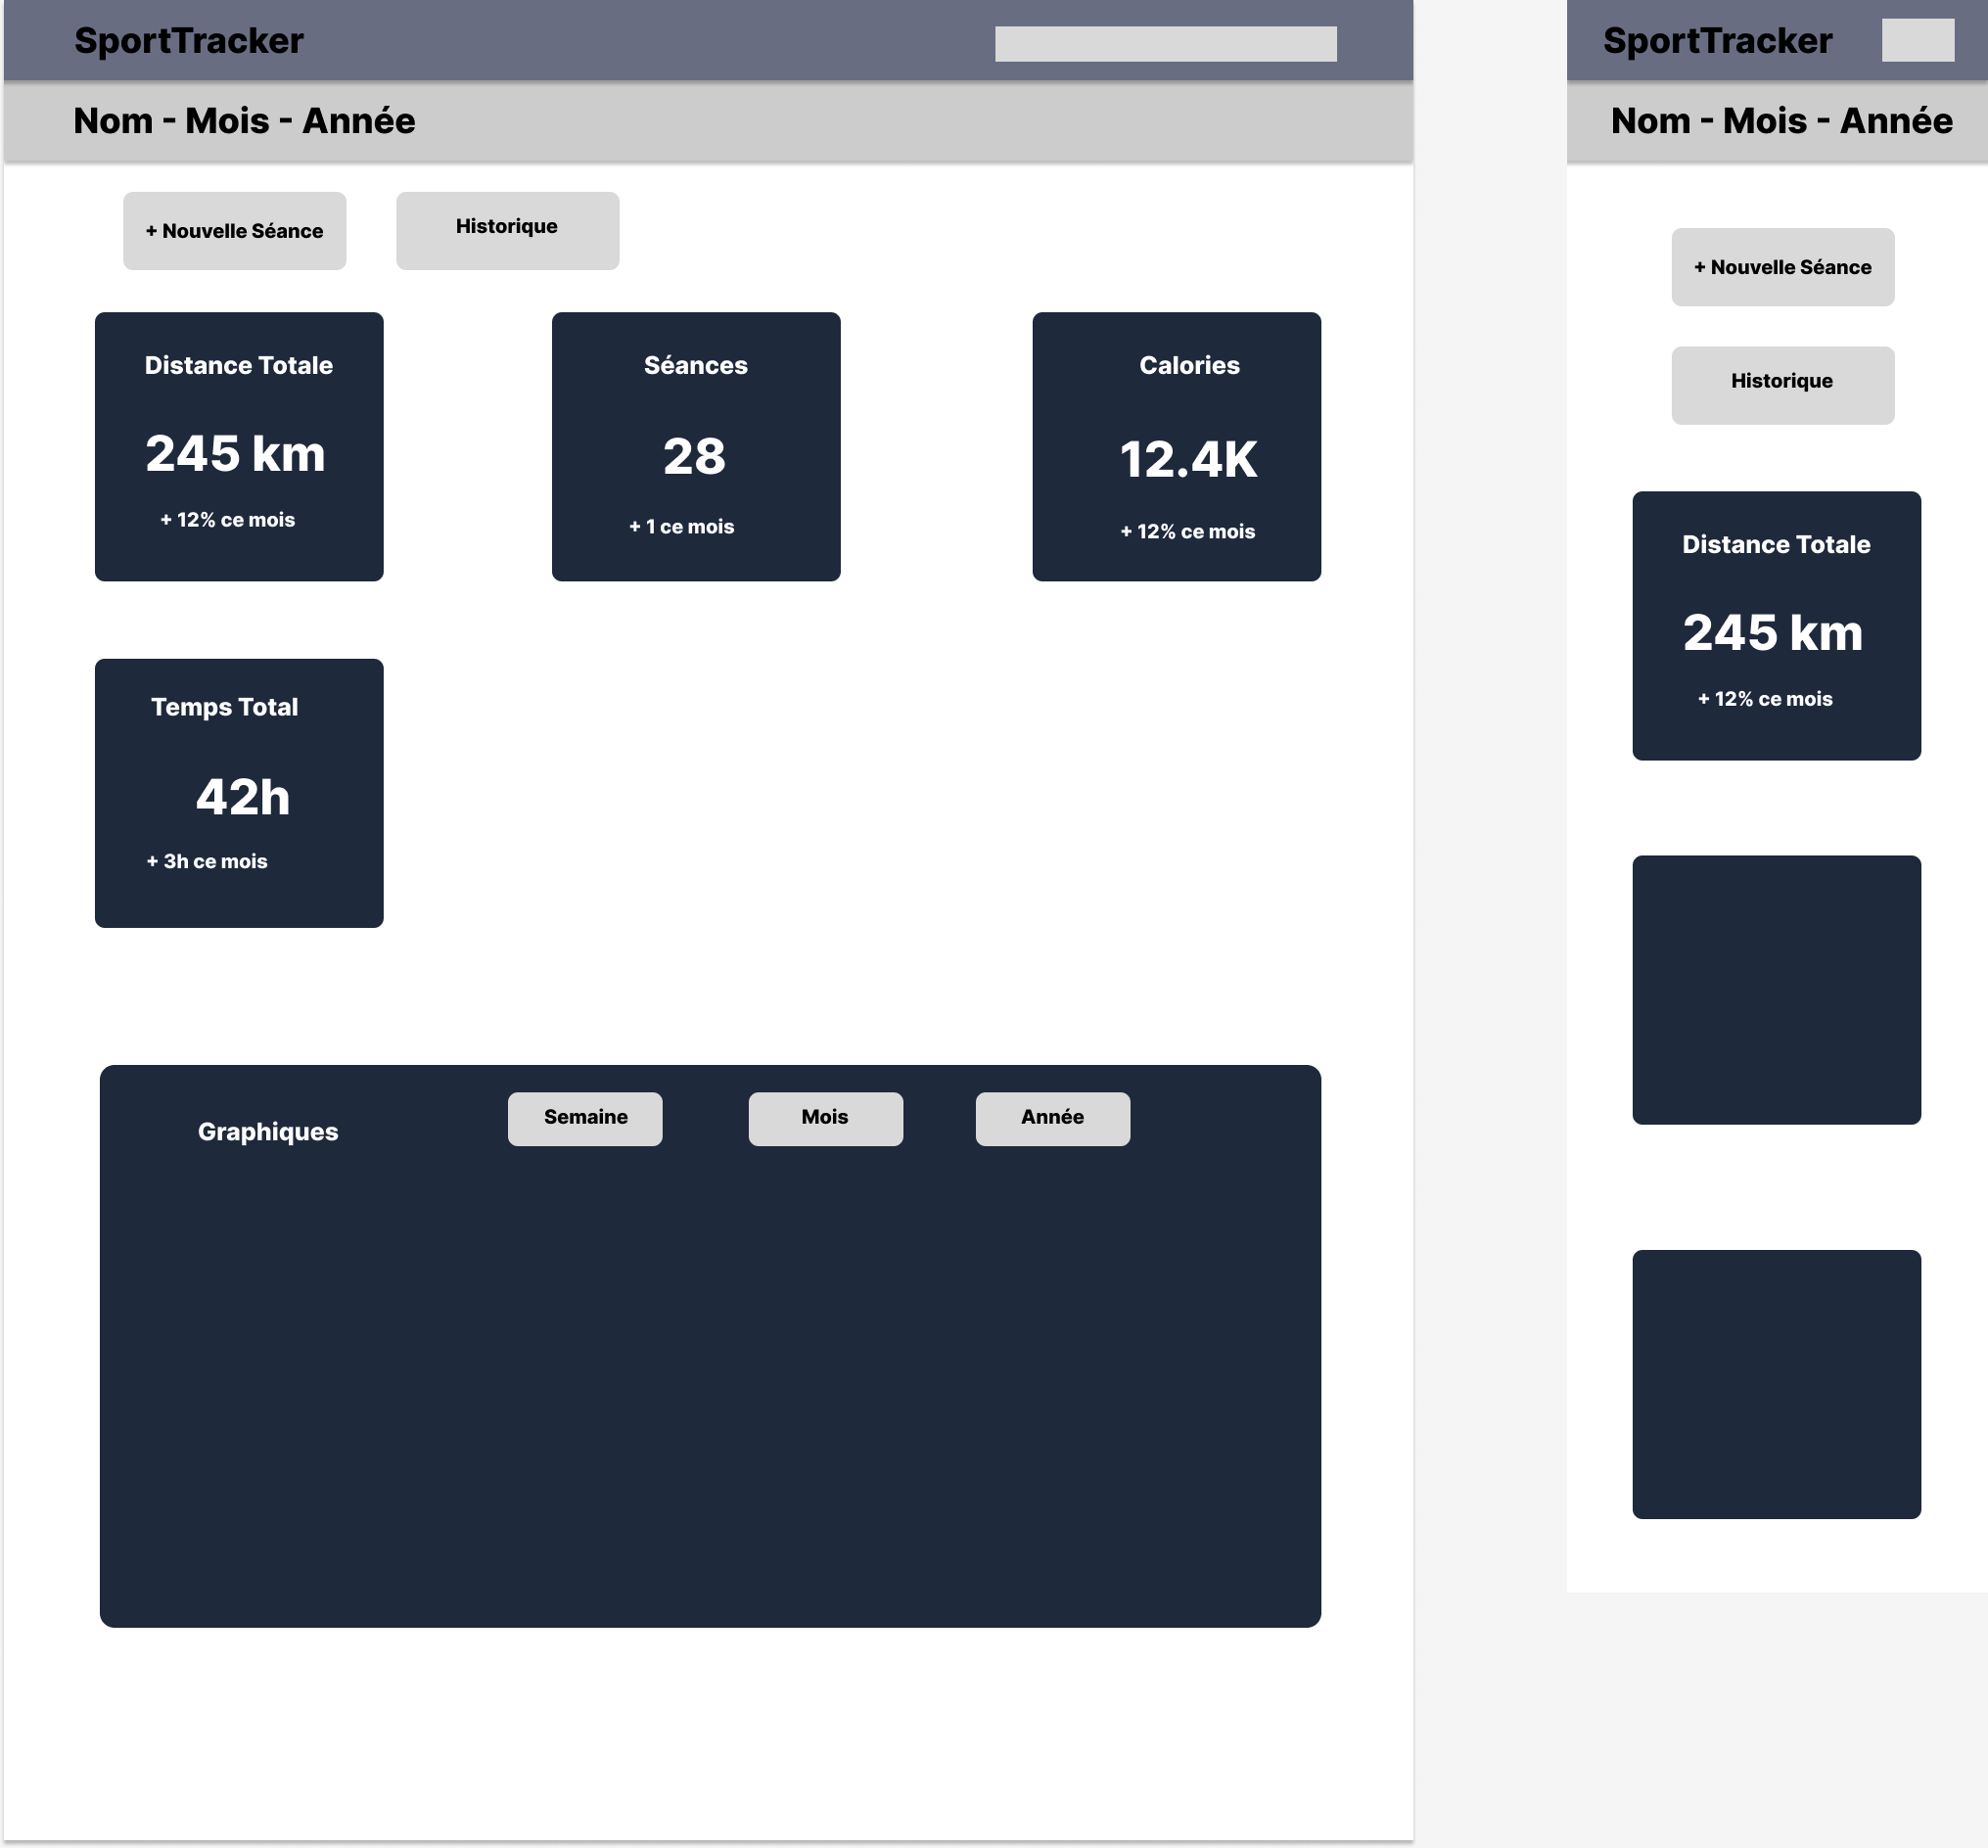 SportTracker
Nom - Mois - Année
+ Nouvelle Séance
Historique
Distance Totale
245 km
+ 12% ce mois
Séances
28
+ 1 ce mois
Calories
12.4K
+ 12% ce mois
Temps Total
42h
+ 3h ce mois
Graphiques
Semaine
Mois
Année
SportTracker
Nom - Mois - Année
+ Nouvelle Séance
Historique
Distance Totale
245 km
+ 12% ce mois